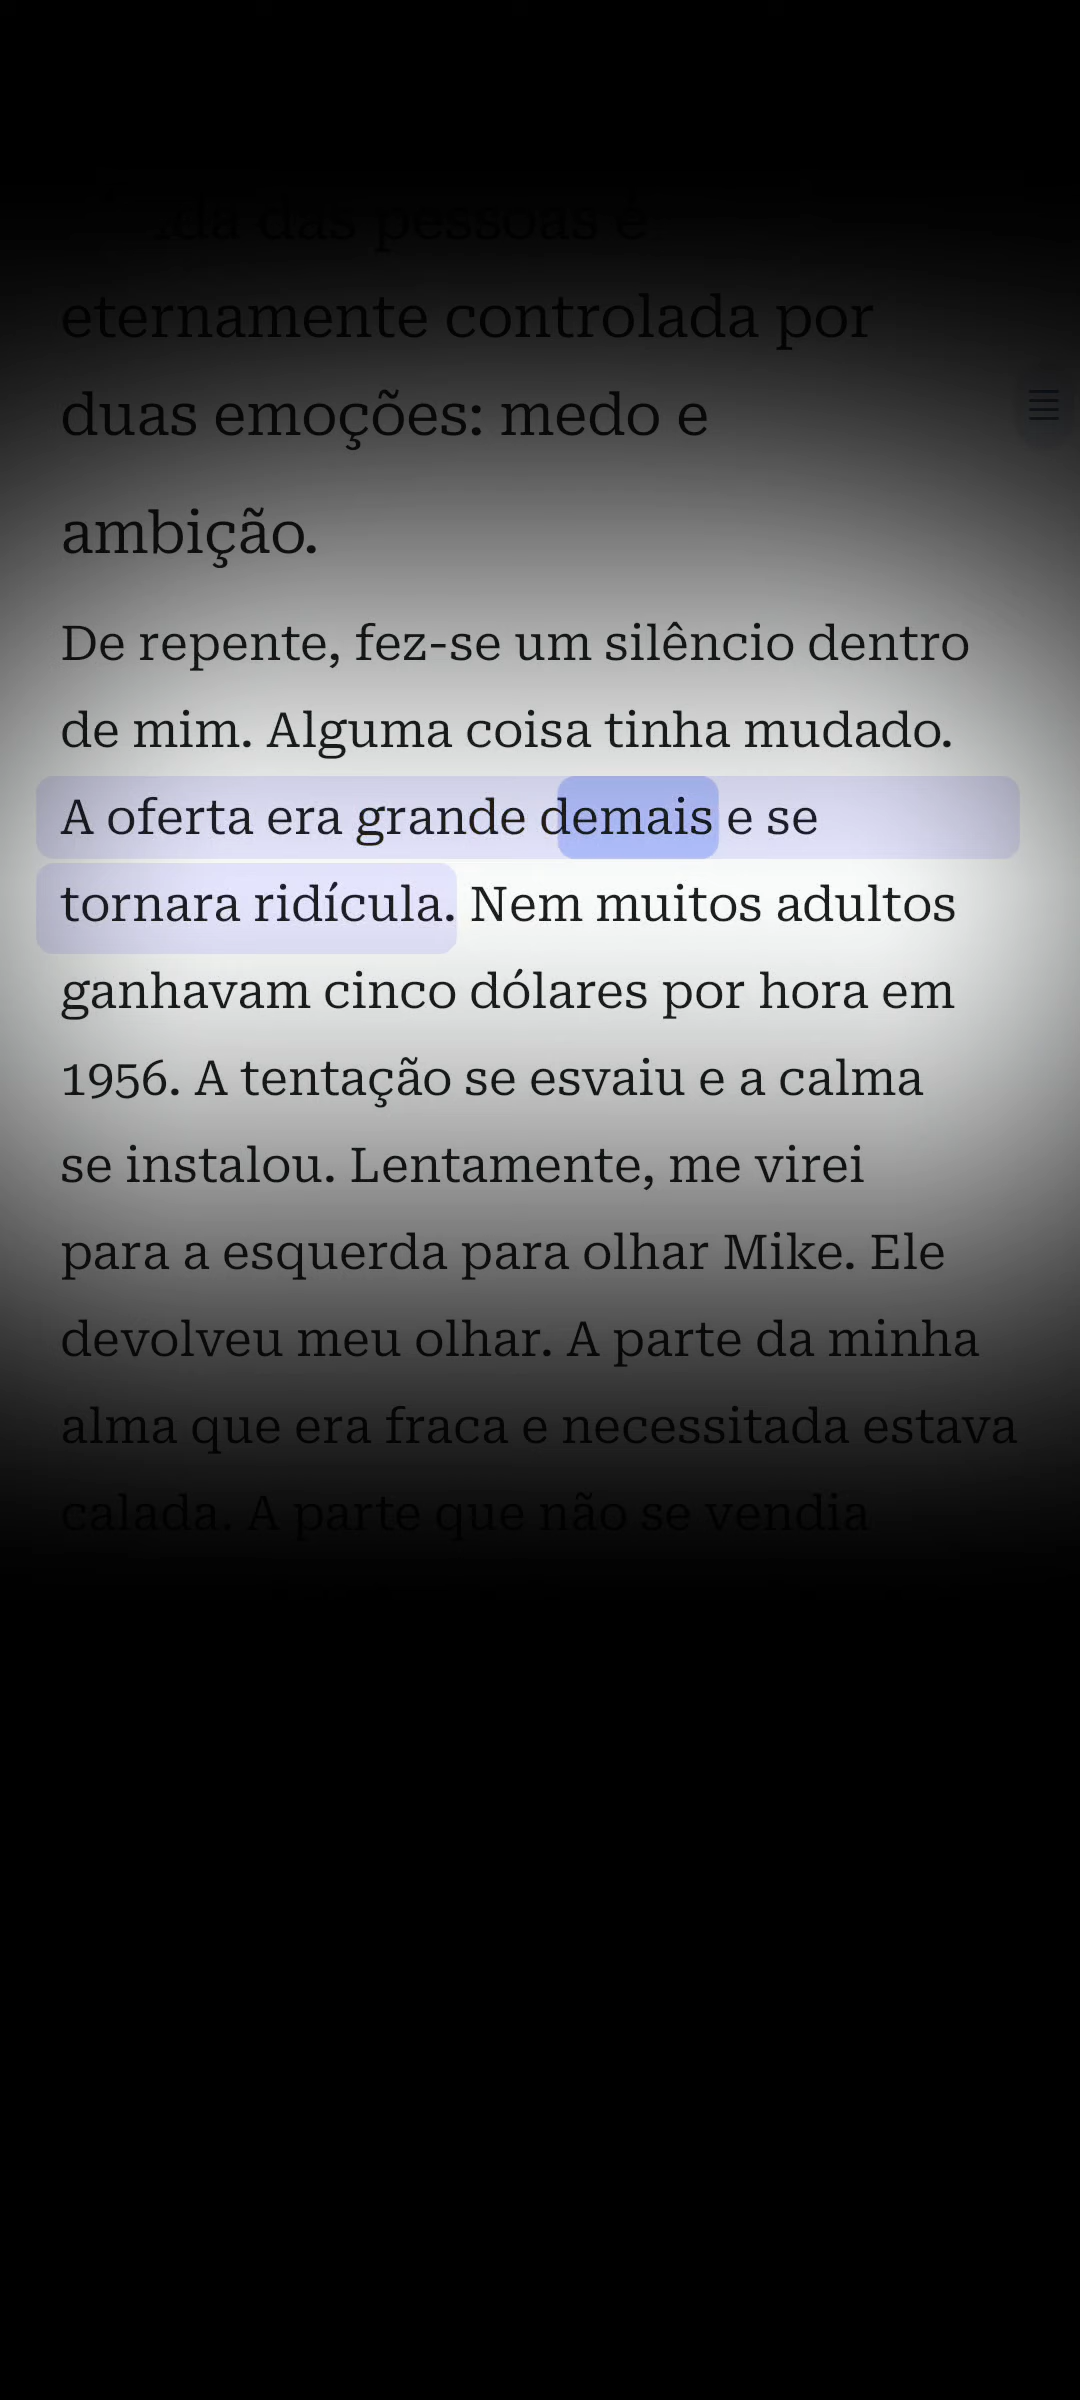 das pessoas é
eternamente controlada por
duas emoções: medo e
ambição.
De repente, fez-se um silêncio dentro
de mim. Alguma coisa tinha mudado.
A oferta era grande demais e se
tornara ridícula. Nem muitos adultos
ganhavam cinco dólares por hora em
1956. A tentação se esvaiu e a calma
se instalou. Lentamente, me virei
para a esquerda para olhar Mike. Ele
devolveu meu olhar. A parte da minha
alma que era fraca e necessitada estava
calada. A parte que não se vendia